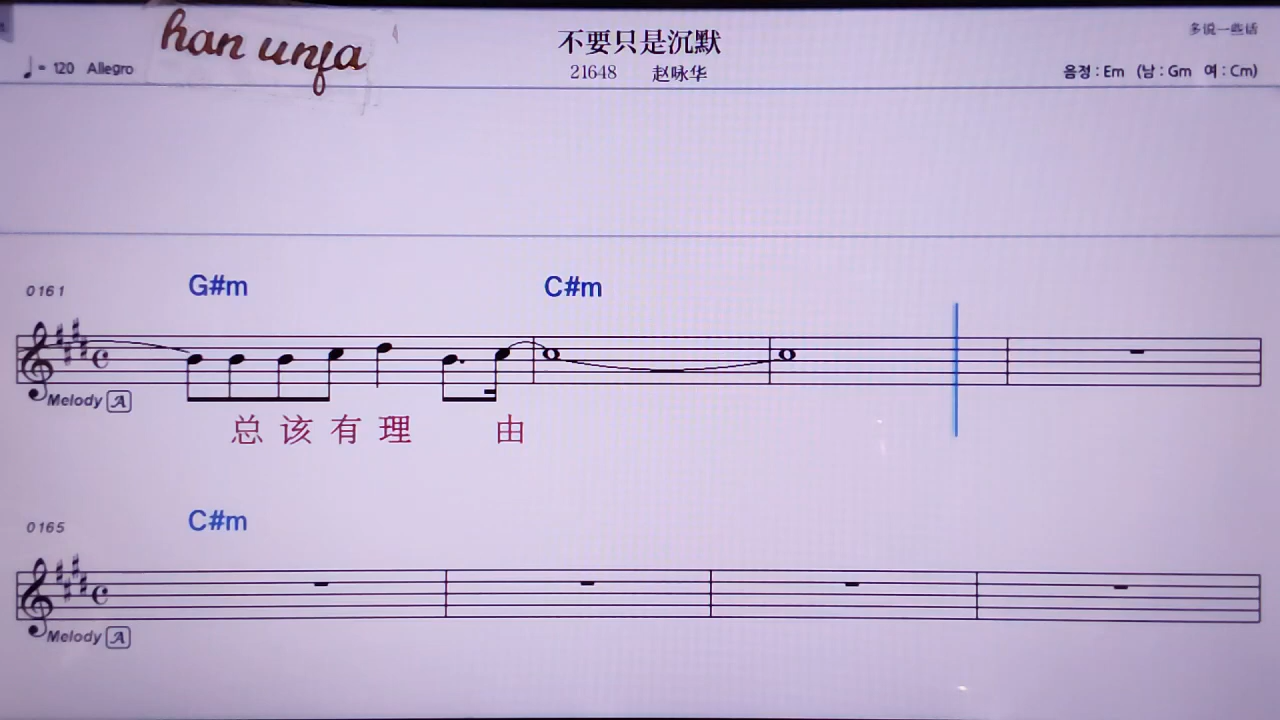 han unfa
不要只是沉默
多说一些话
♩= 120 Allegro
21648 赵咏华
음정 : Em (남 : Gm 여 : Cm)
0161 G#m C#m
Melody A
总 该 有 理 由
0165 C#m
Melody A